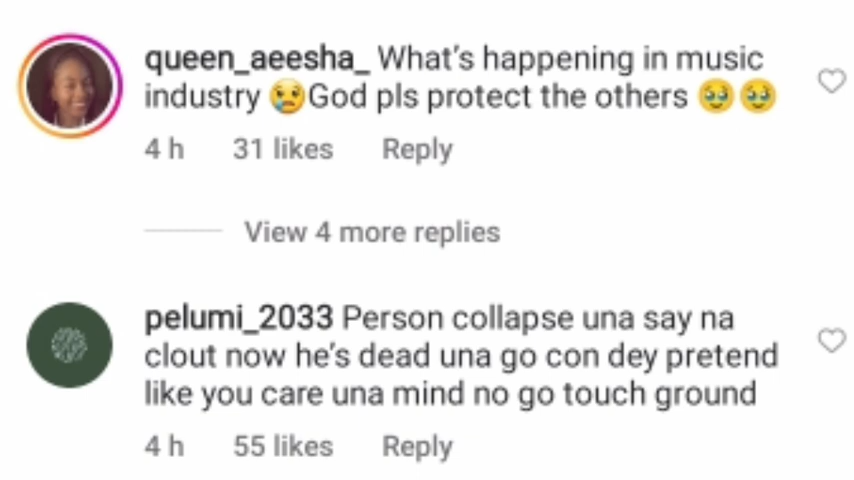 queen_aeesha_ What's happening in music
industry 😢God pls protect the others 🥹🥹
4 h 31 likes Reply
View 4 more replies
pelumi_2033 Person collapse una say na
clout now he's dead una go con dey pretend
like you care una mind no go touch ground
4 h 55 likes Reply